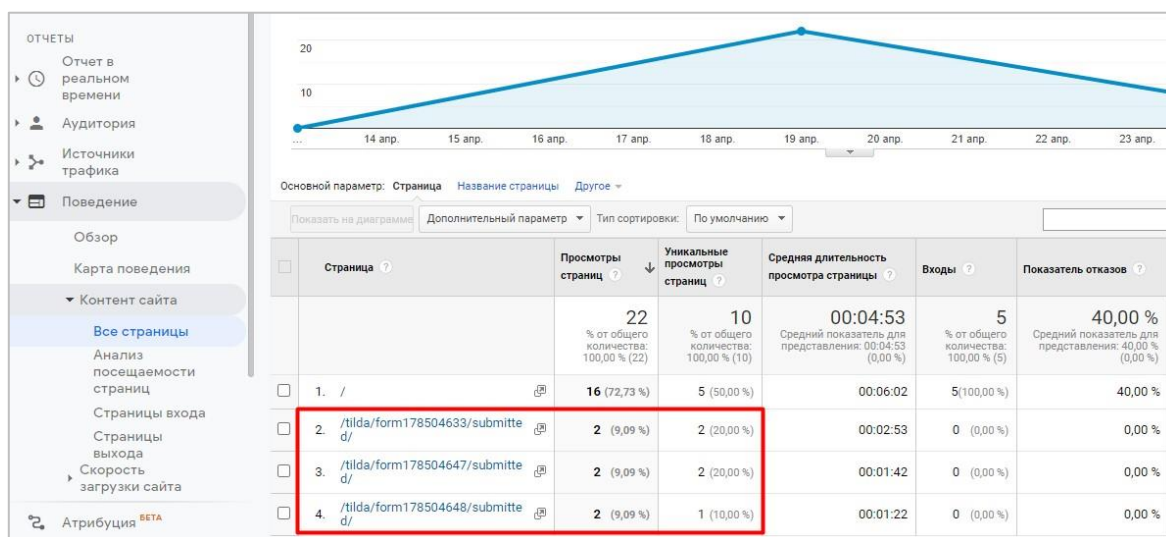 ОТЧЕТЫ
Отчет в
реальном
времени
Аудитория
Источники
трафика
Поведение
Обзор
Карта поведения
Контент сайта
Все страницы
Анализ
посещаемости
страниц
Страницы входа
Страницы
выхода
Скорость
загрузки сайта
Атрибуция БЕТА
20
10
... 14 апр. 15 апр. 16 апр. 17 апр. 18 апр. 19 апр. 20 апр. 21 апр. 22 апр. 23 апр.
Основной параметр: Страница Название страницы Другое
Показать на диаграмме Дополнительный параметр Тип сортировки: По умолчанию
Страница ? Просмотры страниц ? Уникальные просмотры страниц ? Средняя длительность просмотра страницы ? Входы ? Показатель отказов ?
22 10 00:04:53 5 40,00 %
% от общего количества: 100,00 % (22) % от общего количества: 100,00 % (10) Средний показатель для представления: 00:04:53 (0,00 %) % от общего количества: 100,00 % (5) Средний показатель для представления: 40,00 % (0,00 %)
1. / 16 (72,73 %) 5 (50,00 %) 00:06:02 5(100,00 %) 40,00 %
2. /tilda/form178504633/submitted/ 2 (9,09 %) 2 (20,00 %) 00:02:53 0 (0,00 %) 0,00 %
3. /tilda/form178504647/submitted/ 2 (9,09 %) 2 (20,00 %) 00:01:42 0 (0,00 %) 0,00 %
4. /tilda/form178504648/submitted/ 2 (9,09 %) 1 (10,00 %) 00:01:22 0 (0,00 %) 0,00 %